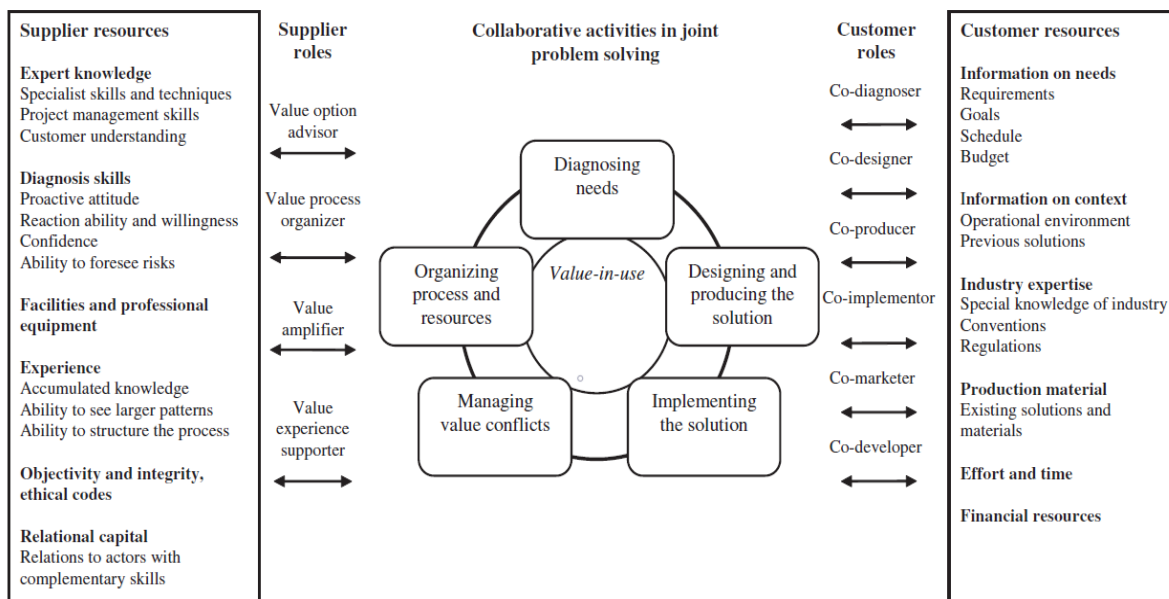 Supplier resources
Expert knowledge
Specialist skills and techniques
Project management skills
Customer understanding
Diagnosis skills
Proactive attitude
Reaction ability and willingness
Confidence
Ability to foresee risks
Facilities and professional
equipment
Experience
Accumulated knowledge
Ability to see larger patterns
Ability to structure the process
Objectivity and integrity,
ethical codes
Relational capital
Relations to actors with
complementary skills
Supplier
roles
Value option
advisor
Value process
organizer
Value
amplifier
Value
experience
supporter
Collaborative activities in joint
problem solving
Diagnosing
needs
Organizing
process and
resources
Value-in-use
Designing and
producing the
solution
Managing
value conflicts
Implementing
the solution
Customer
roles
Co-diagnoser
Co-designer
Co-producer
Co-implementor
Co-marketer
Co-developer
Customer resources
Information on needs
Requirements
Goals
Schedule
Budget
Information on context
Operational environment
Previous solutions
Industry expertise
Special knowledge of industry
Conventions
Regulations
Production material
Existing solutions and
materials
Effort and time
Financial resources